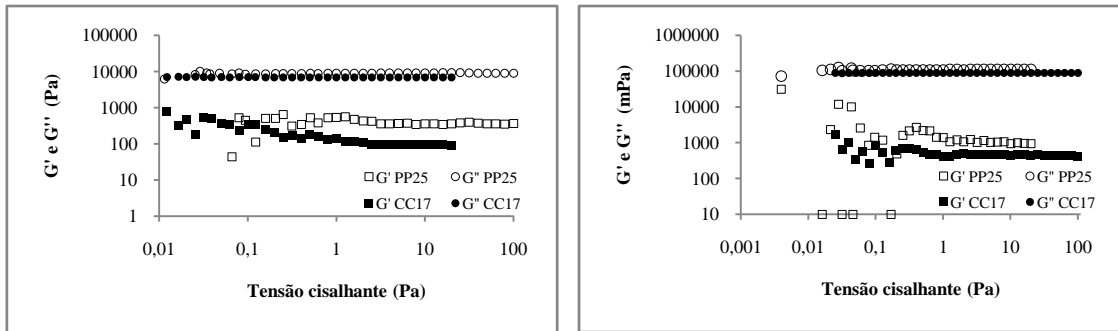 100000
10000
1000
100
10
1
G' e G'' (Pa)
0,01 0,1 1 10 100
Tensão cisalhante (Pa)
G' PP25 G'' PP25
G' CC17 G'' CC17
1000000
100000
10000
1000
100
10
G' e G'' (mPa)
0,001 0,01 0,1 1 10 100
Tensão cisalhante (Pa)
G' PP25 G'' PP25
G' CC17 G'' CC17